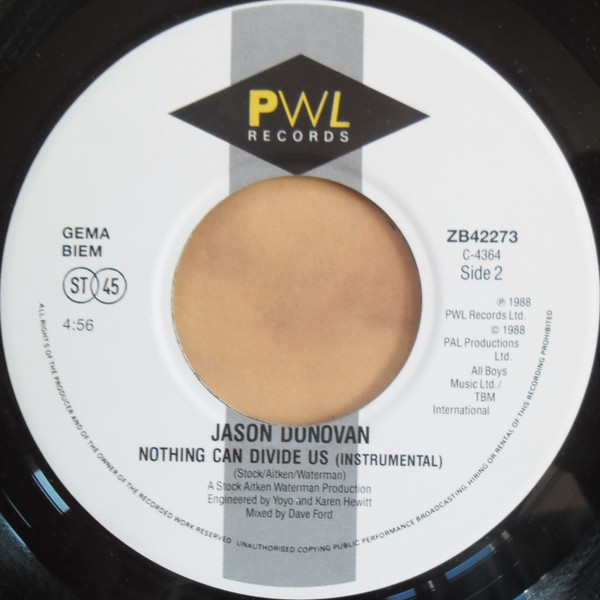 PWL
RECORDS
GEMA
BIEM
ST 45
4:56
ZB42273
C-4364
Side 2
℗ 1988
PWL Records Ltd.
© 1988
PAL Productions
Ltd.
All Boys
Music Ltd./
TBM
International
JASON DONOVAN
NOTHING CAN DIVIDE US (INSTRUMENTAL)
(Stock/Aitken/Waterman)
A Stock Aitken Waterman Production
Engineered by Yoyo and Karen Hewitt
Mixed by Dave Ford
ALL RIGHTS OF THE PRODUCER AND OF THE OWNER OF THE RECORDED WORK RESERVED UNAUTHORISED COPYING PUBLIC PERFORMANCE BROADCASTING, HIRING OR RENTAL OF THIS RECORDING PROHIBITED